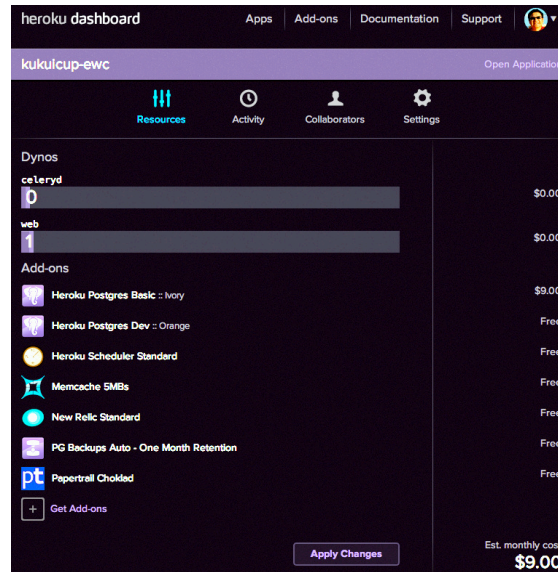 heroku dashboard Apps Add-ons Documentation Support
kukuicup-ewc Open Application
Resources Activity Collaborators Settings
Dynos
celeryd
0 $0.00
web
1 $0.00
Add-ons
Heroku Postgres Basic :: Ivory $9.00
Heroku Postgres Dev :: Orange Free
Heroku Scheduler Standard Free
Memcache 5MBs Free
New Relic Standard Free
PG Backups Auto - One Month Retention Free
pt Papertrail Choklad Free
+ Get Add-ons
Apply Changes
Est. monthly cost
$9.00